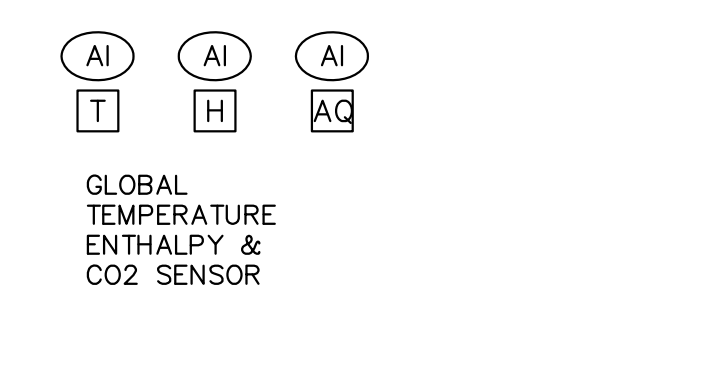 AI AI AI
T H AQ
GLOBAL
TEMPERATURE
ENTHALPY &
CO2 SENSOR